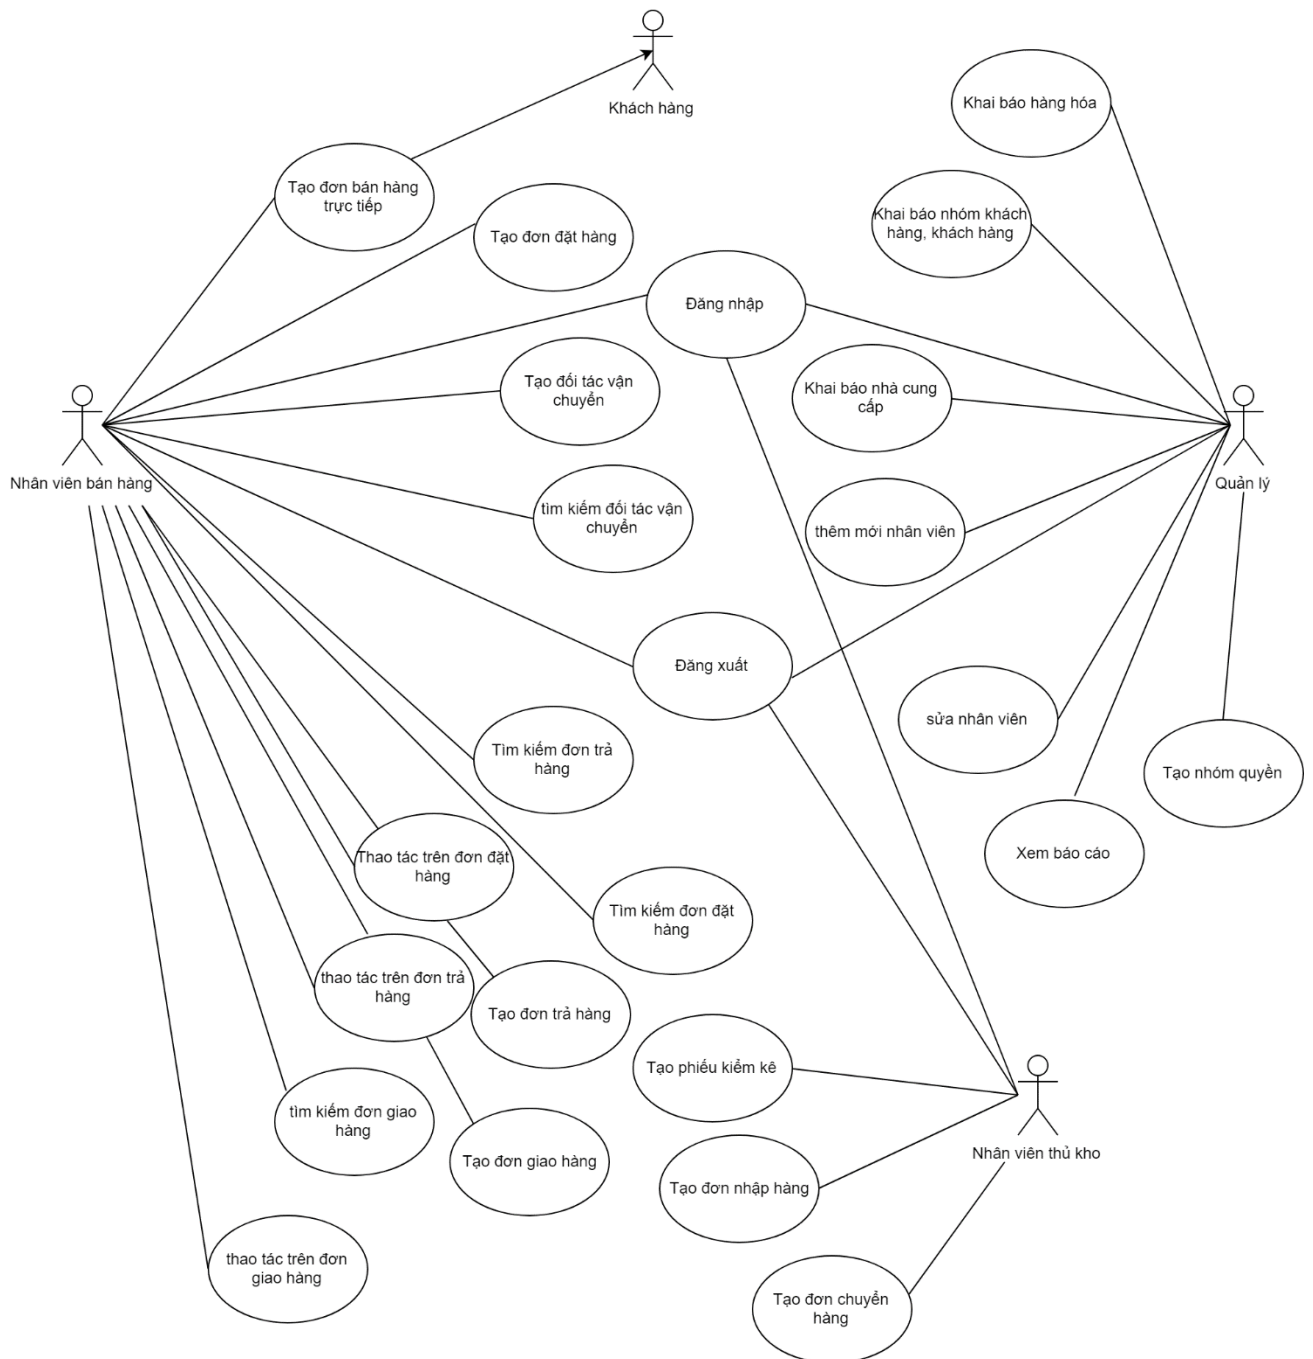 Khách hàng
Khai báo hàng hóa
Tạo đơn bán hàng
trực tiếp
Khai báo nhóm khách
hàng, khách hàng
Tạo đơn đặt hàng
Đăng nhập
Tạo đối tác vận
chuyển
Khai báo nhà cung
cấp
Nhân viên bán hàng
Quản lý
tìm kiếm đối tác vận
chuyển
thêm mới nhân viên
Đăng xuất
sửa nhân viên
Tìm kiếm đơn trả
hàng
Tạo nhóm quyền
Xem báo cáo
Thao tác trên đơn đặt
hàng
Tìm kiếm đơn đặt
hàng
thao tác trên đơn trả
hàng
Tạo đơn trả hàng
Tạo phiếu kiểm kê
tìm kiếm đơn giao
hàng
Tạo đơn giao hàng
Nhân viên thủ kho
Tạo đơn nhập hàng
thao tác trên đơn
giao hàng
Tạo đơn chuyển
hàng